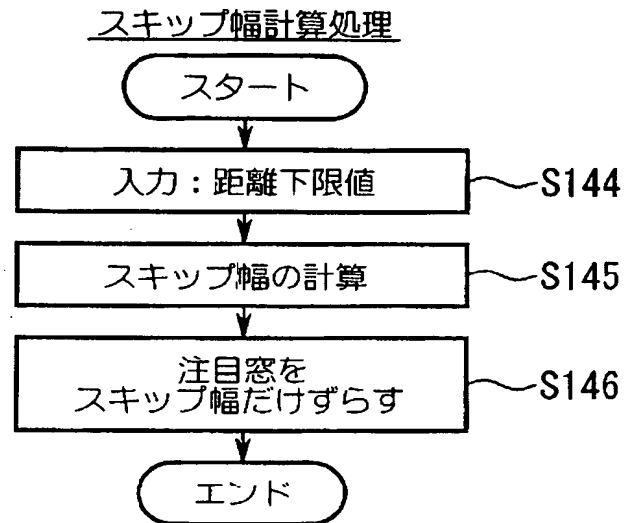 スキップ幅計算処理
スタート
入力：距離下限値
S144
スキップ幅の計算
S145
注目窓を
スキップ幅だけずらす
S146
エンド